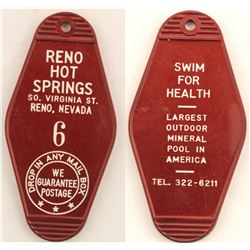 RENO
HOT
SPRINGS
SO. VIRGINIA ST.
RENO, NEVADA
6
DROP IN ANY MAIL BOX
WE
GUARANTEE
POSTAGE
SWIM
FOR
HEALTH
LARGEST
OUTDOOR
MINERAL
POOL IN
AMERICA
TEL. 322-6211